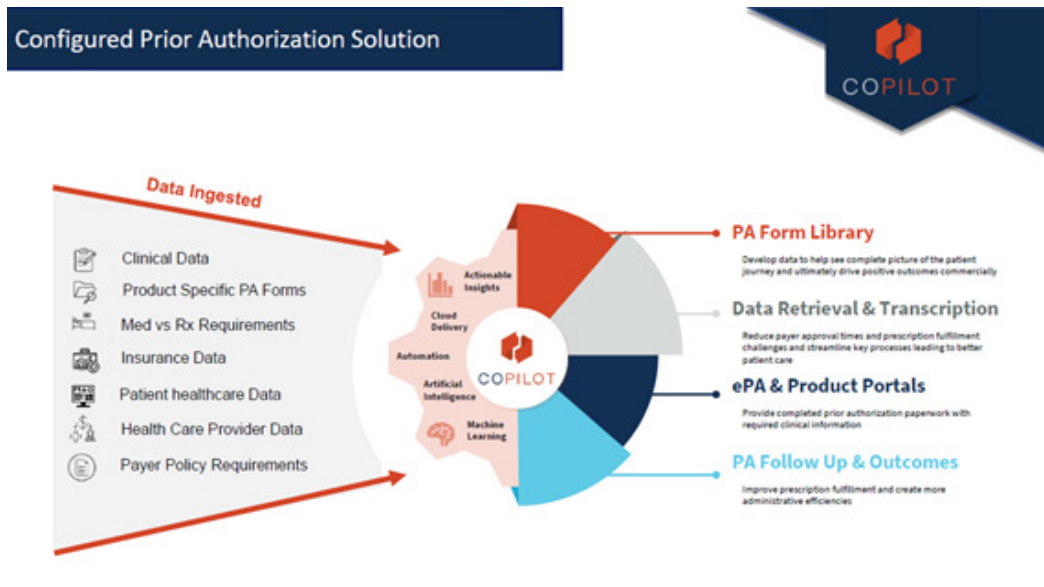 Configured Prior Authorization Solution
COPILOT
Data Ingested
Clinical Data
Product Specific PA Forms
Med vs Rx Requirements
Insurance Data
Patient healthcare Data
Health Care Provider Data
Payer Policy Requirements
Actionable
Insights
Cloud
Delivery
Automation
Artificial
Intelligence
Machine
Learning
COPILOT
PA Form Library
Develop data to help see complete picture of the patient
journey and ultimately drive positive outcomes commercially
Data Retrieval & Transcription
Reduce payer approval times and prescription fulfillment
challenges and streamline key processes leading to better
patient care
ePA & Product Portals
Provide completed prior authorization paperwork with
required clinical information
PA Follow Up & Outcomes
Improve prescription fulfillment and create more
administrative efficiencies